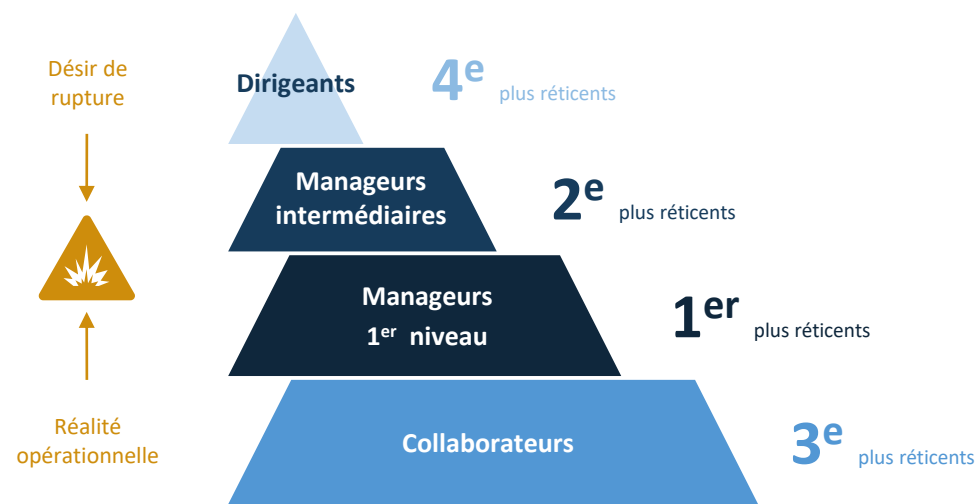 Désir de
rupture
Réalité
opérationnelle
Dirigeants
4e plus réticents
Manageurs
intermédiaires
2e plus réticents
Manageurs
1er niveau
1er plus réticents
Collaborateurs
3e plus réticents